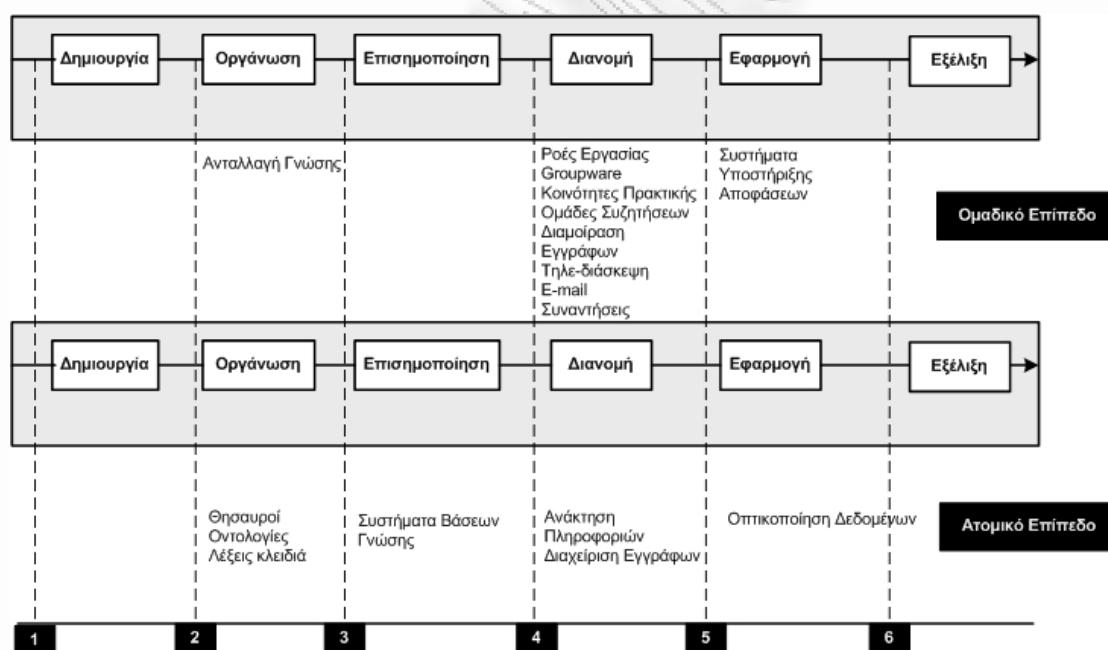 Δημιουργία
Οργάνωση
Επισημοποίηση
Διανομή
Εφαρμογή
Εξέλιξη
Ανταλλαγή Γνώσης
Ροές Εργασίας
Groupware
Κοινότητες Πρακτικής
Ομάδες Συζητήσεων
Διαμοίραση
Εγγράφων
Τηλε-διάσκεψη
E-mail
Συναντήσεις
Συστήματα
Υποστήριξης
Αποφάσεων
Ομαδικό Επίπεδο
Δημιουργία
Οργάνωση
Επισημοποίηση
Διανομή
Εφαρμογή
Εξέλιξη
Θησαυροί
Οντολογίες
Λέξεις κλειδιά
Συστήματα Βάσεων
Γνώσης
Ανάκτηση
Πληροφοριών
Διαχείριση Εγγράφων
Οπτικοποίηση Δεδομένων
Ατομικό Επίπεδο
1
2
3
4
5
6